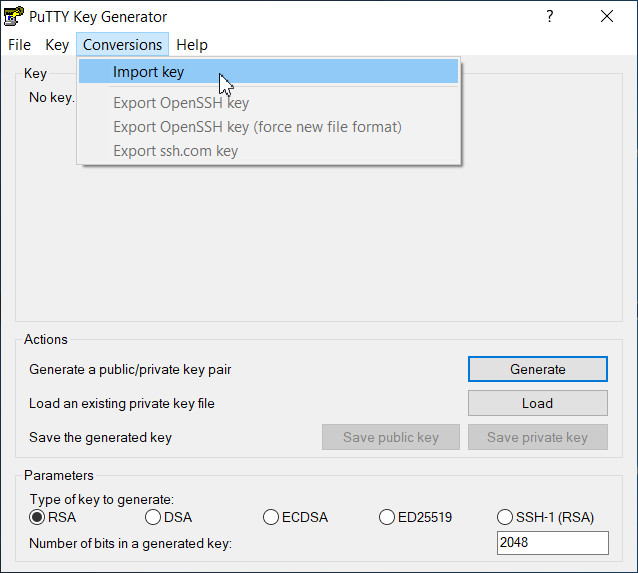 PuTTY Key Generator
?
File Key Conversions Help
Import key
Export OpenSSH key
Export OpenSSH key (force new file format)
Export ssh.com key
Key
No key.
Actions
Generate a public/private key pair
Generate
Load an existing private key file
Load
Save the generated key
Save public key
Save private key
Parameters
Type of key to generate:
RSA DSA ECDSA ED25519 SSH-1 (RSA)
Number of bits in a generated key:
2048